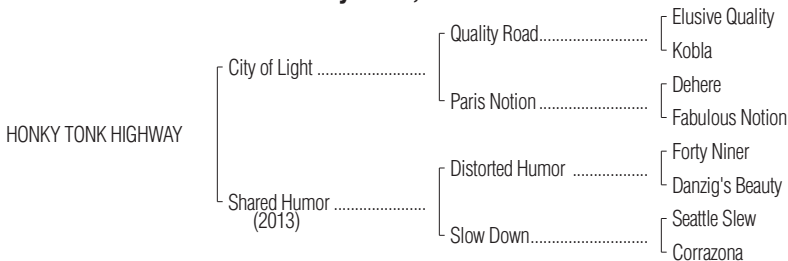 Elusive Quality
Quality Road
Kobla
City of Light
Dehere
Paris Notion
Fabulous Notion
HONKY TONK HIGHWAY
Forty Niner
Distorted Humor
Danzig's Beauty
Shared Humor
(2013)
Seattle Slew
Slow Down
Corrazona